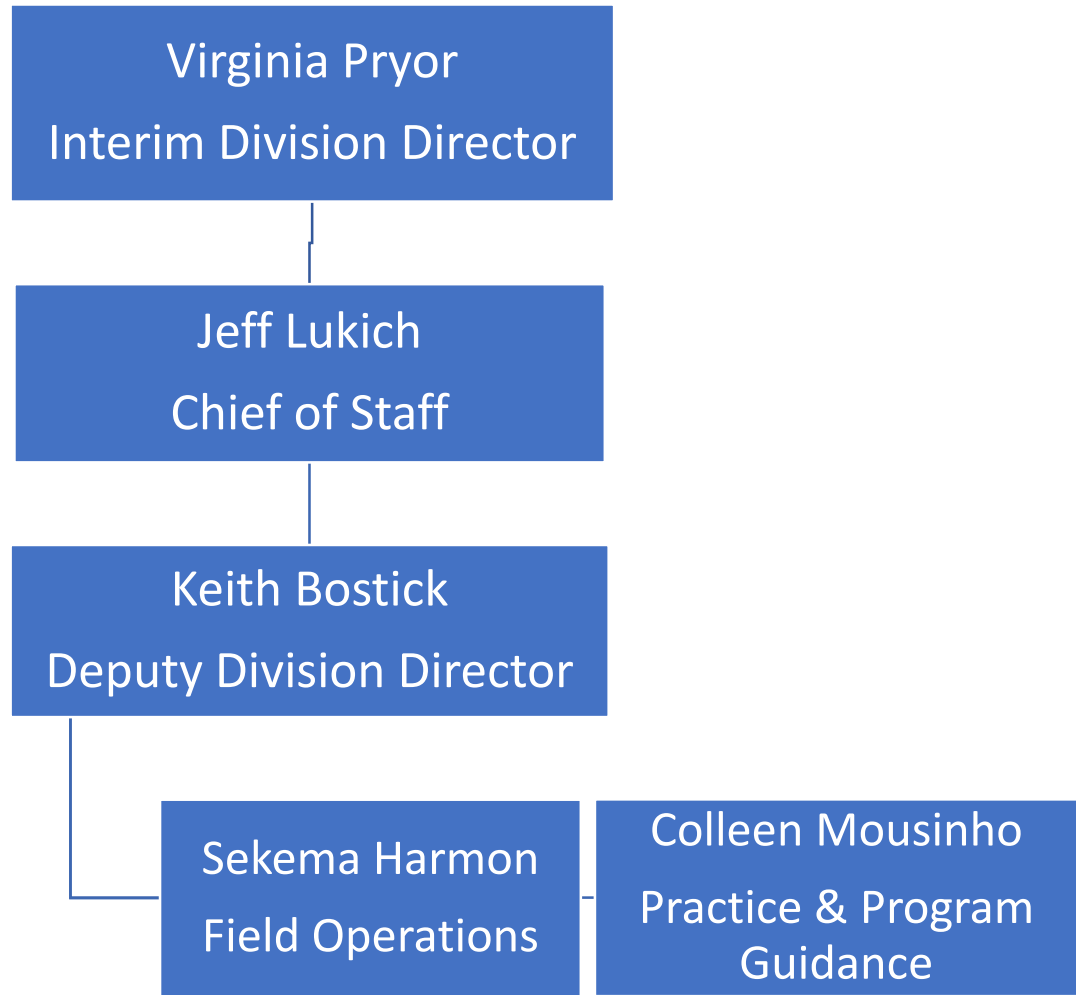 Virginia Pryor
Interim Division Director
Jeff Lukich
Chief of Staff
Keith Bostick
Deputy Division Director
Sekema Harmon
Field Operations
Colleen Mousinho
Practice & Program
Guidance